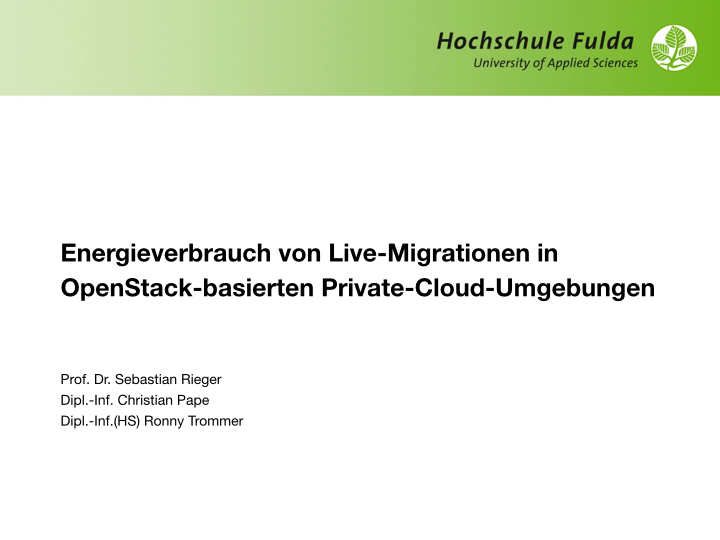 Hochschule Fulda
University of Applied Sciences
Energieverbrauch von Live-Migrationen in
OpenStack-basierten Private-Cloud-Umgebungen
Prof. Dr. Sebastian Rieger
Dipl.-Inf. Christian Pape
Dipl.-Inf.(HS) Ronny Trommer